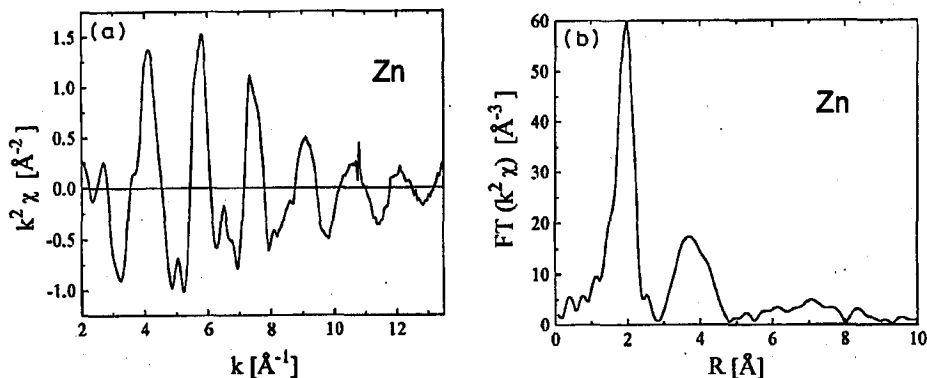 (a)
Zn
1.5
1.0
0.5
0.0
-0.5
-1.0
k² χ [Å⁻²]
2 4 6 8 10 12
k [Å⁻¹]
(b)
Zn
60
50
40
30
20
10
0
FT (k² χ) [Å⁻³]
0 2 4 6 8 10
R [Å]